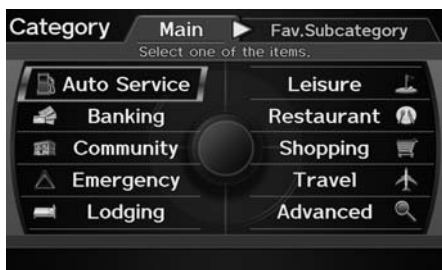 Category Main Fav.Subcategory
Select one of the items.
Auto Service Leisure
Banking Restaurant
Community Shopping
Emergency Travel
Lodging Advanced